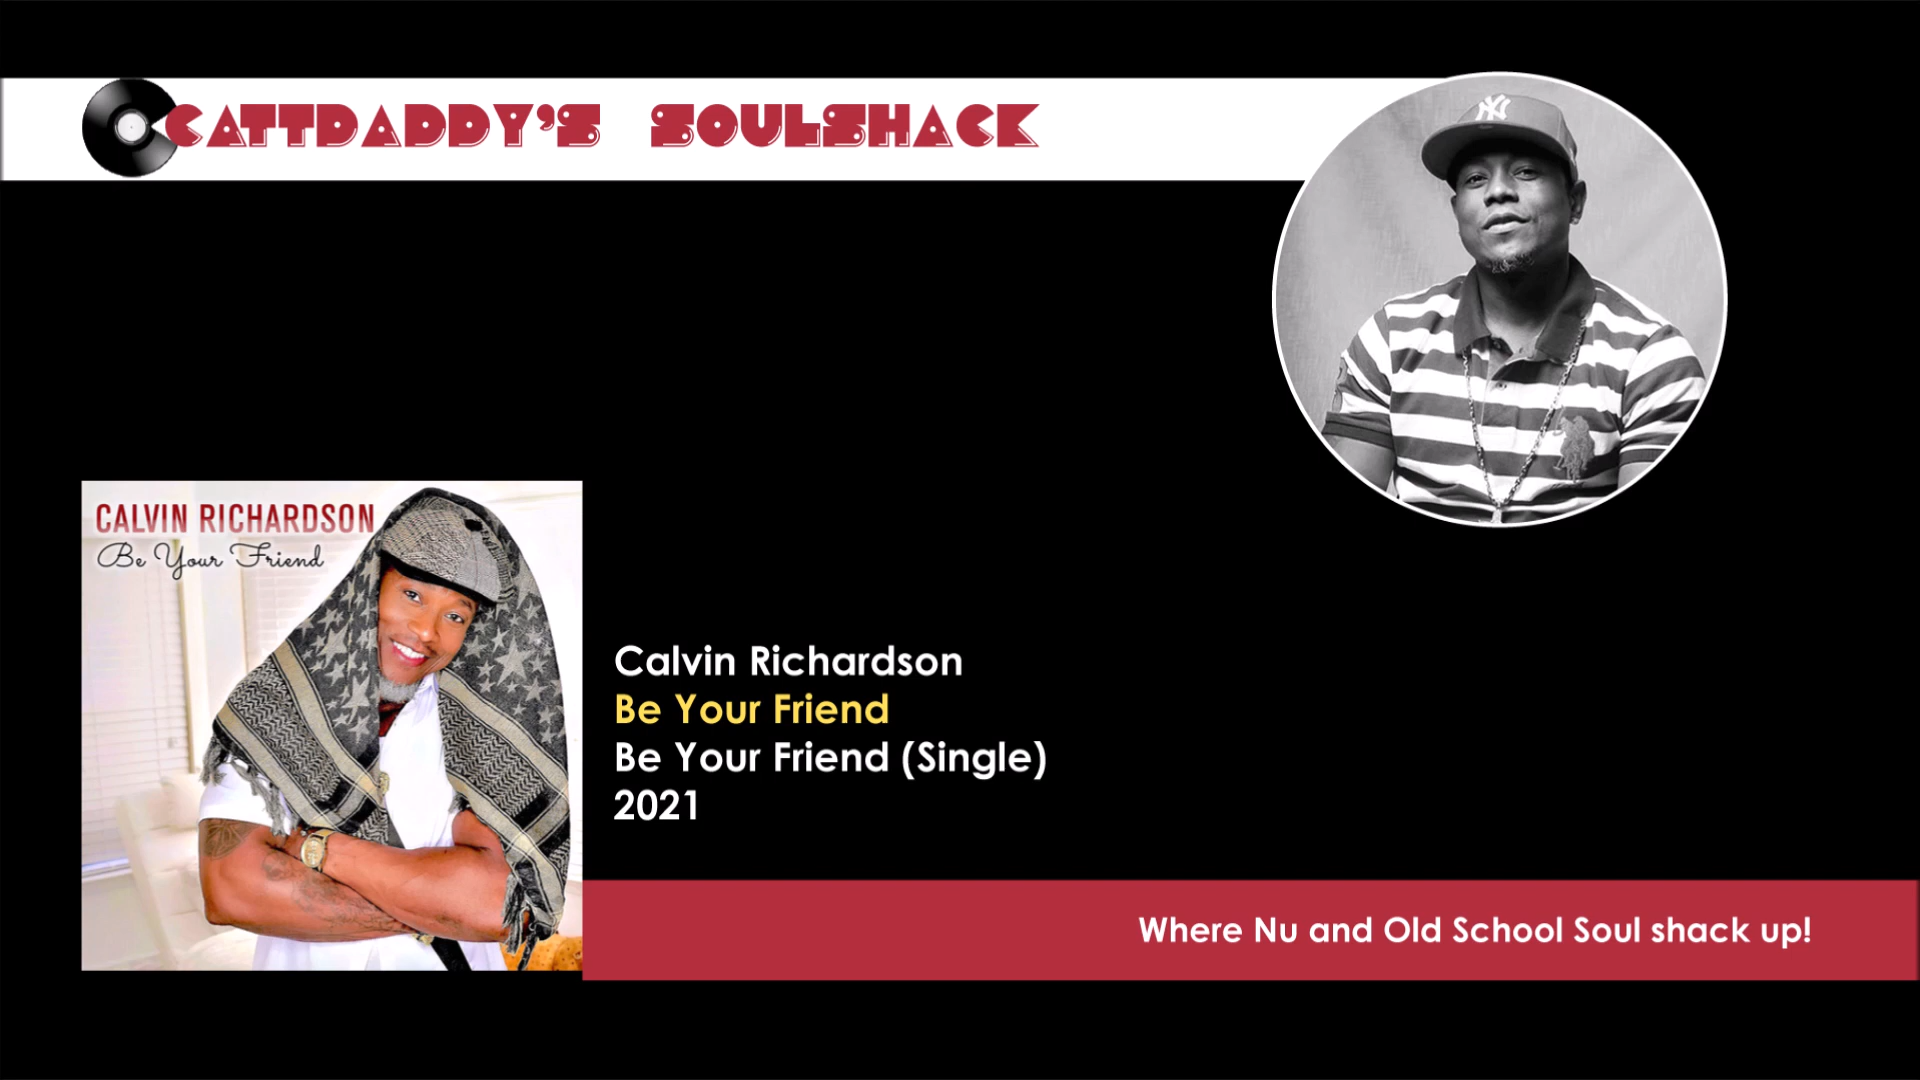 CATTDADDY'S SOULSHACK
NY
CALVIN RICHARDSON
Be Your Friend
Calvin Richardson
Be Your Friend
Be Your Friend (Single)
2021
Where Nu and Old School Soul shack up!